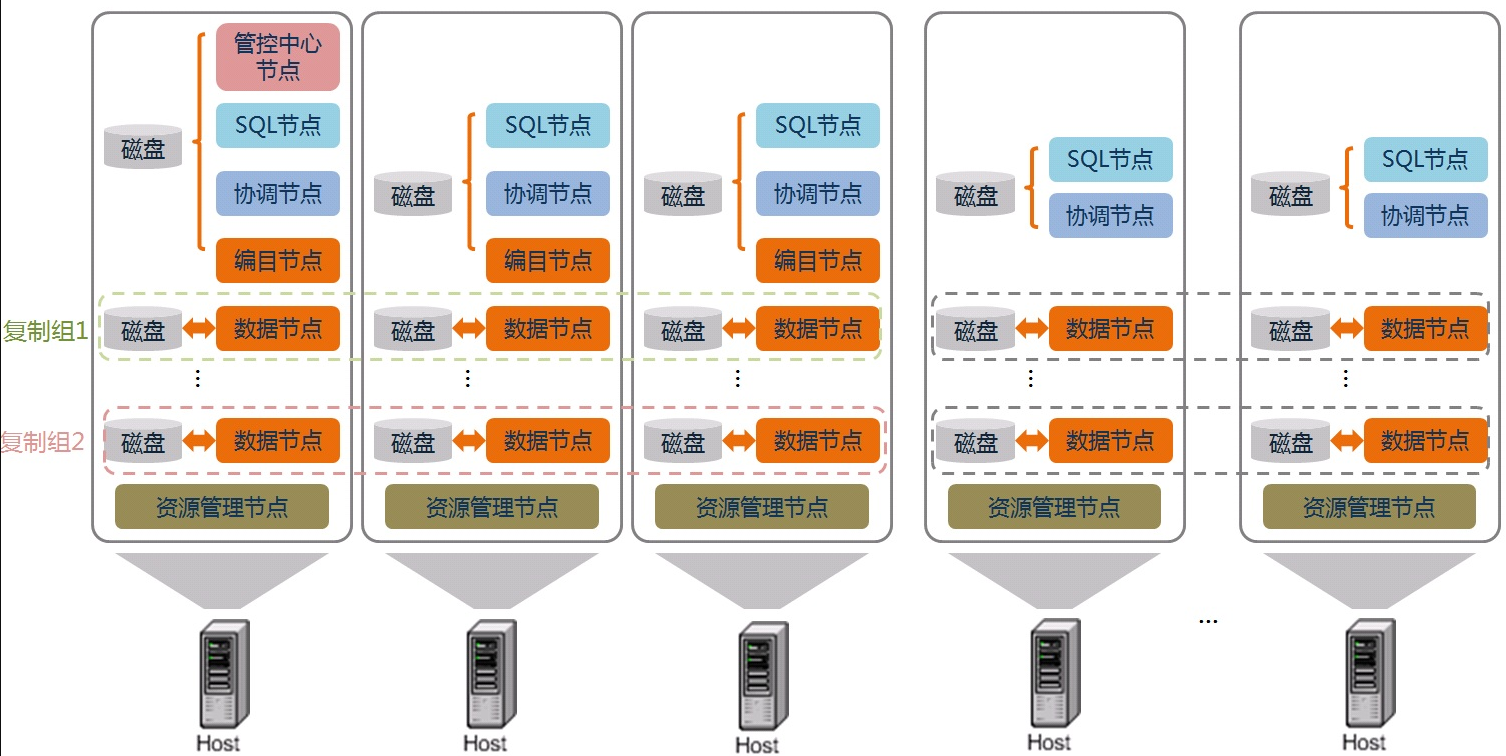 管控中心
节点
SQL节点
SQL节点
SQL节点
磁盘
SQL节点
SQL节点
协调节点
磁盘
协调节点
磁盘
协调节点
磁盘
协调节点
磁盘
协调节点
编目节点
编目节点
编目节点
复制组1
磁盘
数据节点
磁盘
数据节点
磁盘
数据节点
磁盘
数据节点
磁盘
数据节点
⋮
⋮
⋮
⋮
⋮
复制组2
磁盘
数据节点
磁盘
数据节点
磁盘
数据节点
磁盘
数据节点
磁盘
数据节点
资源管理节点
资源管理节点
资源管理节点
资源管理节点
资源管理节点
...
Host
Host
Host
Host
Host